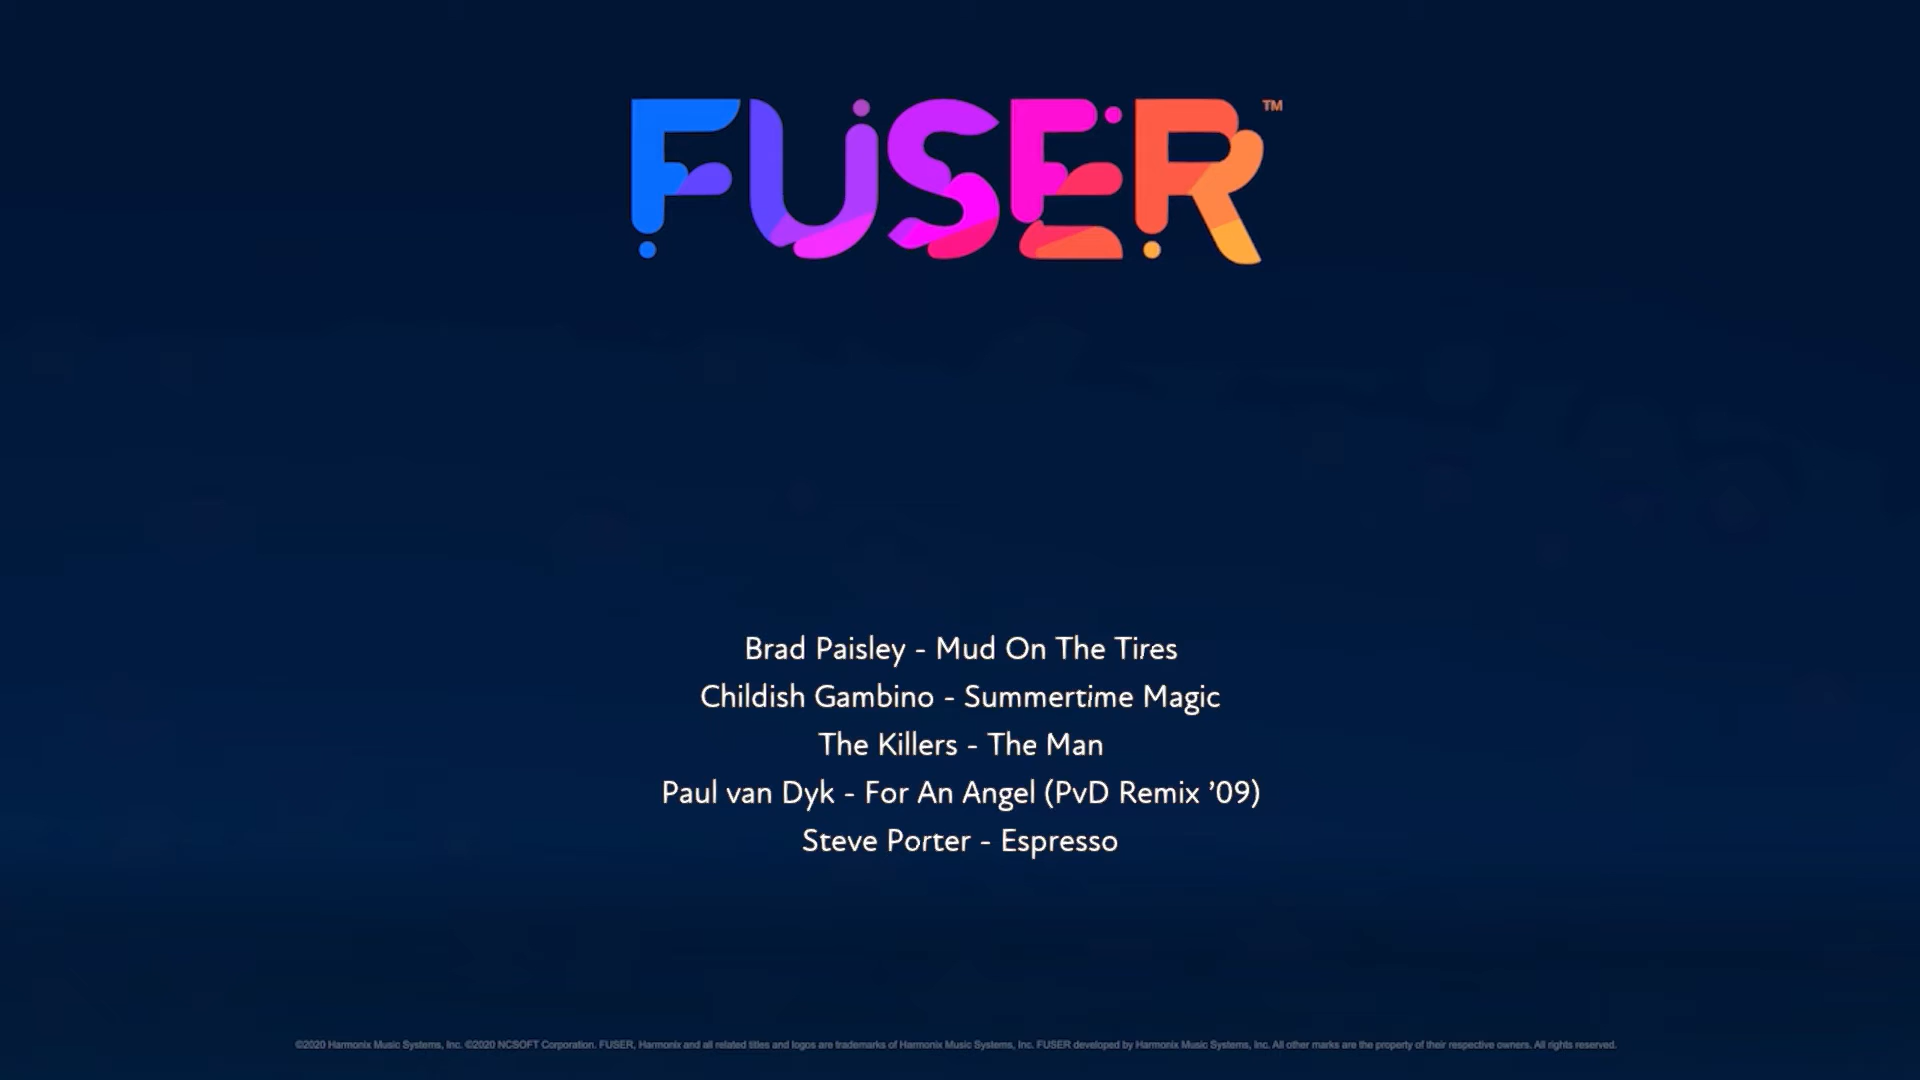 FUSER™
Brad Paisley - Mud On The Tires
Childish Gambino - Summertime Magic
The Killers - The Man
Paul van Dyk - For An Angel (PvD Remix ’09)
Steve Porter - Espresso
©2020 Harmonix Music Systems, Inc. ©2020 NCSOFT Corporation. FUSER, Harmonix and all related titles and logos are trademarks of Harmonix Music Systems, Inc. FUSER developed by Harmonix Music Systems, Inc. All other marks are the property of their respective owners. All rights reserved.